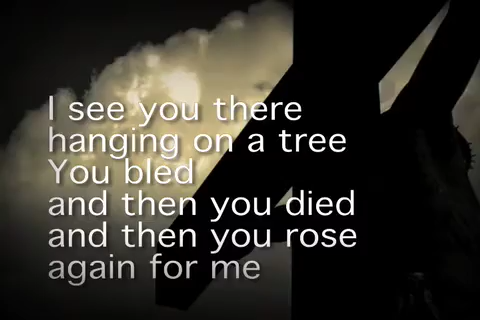 I see you there
hanging on a tree
You bled
and then you died
and then you rose
again for me